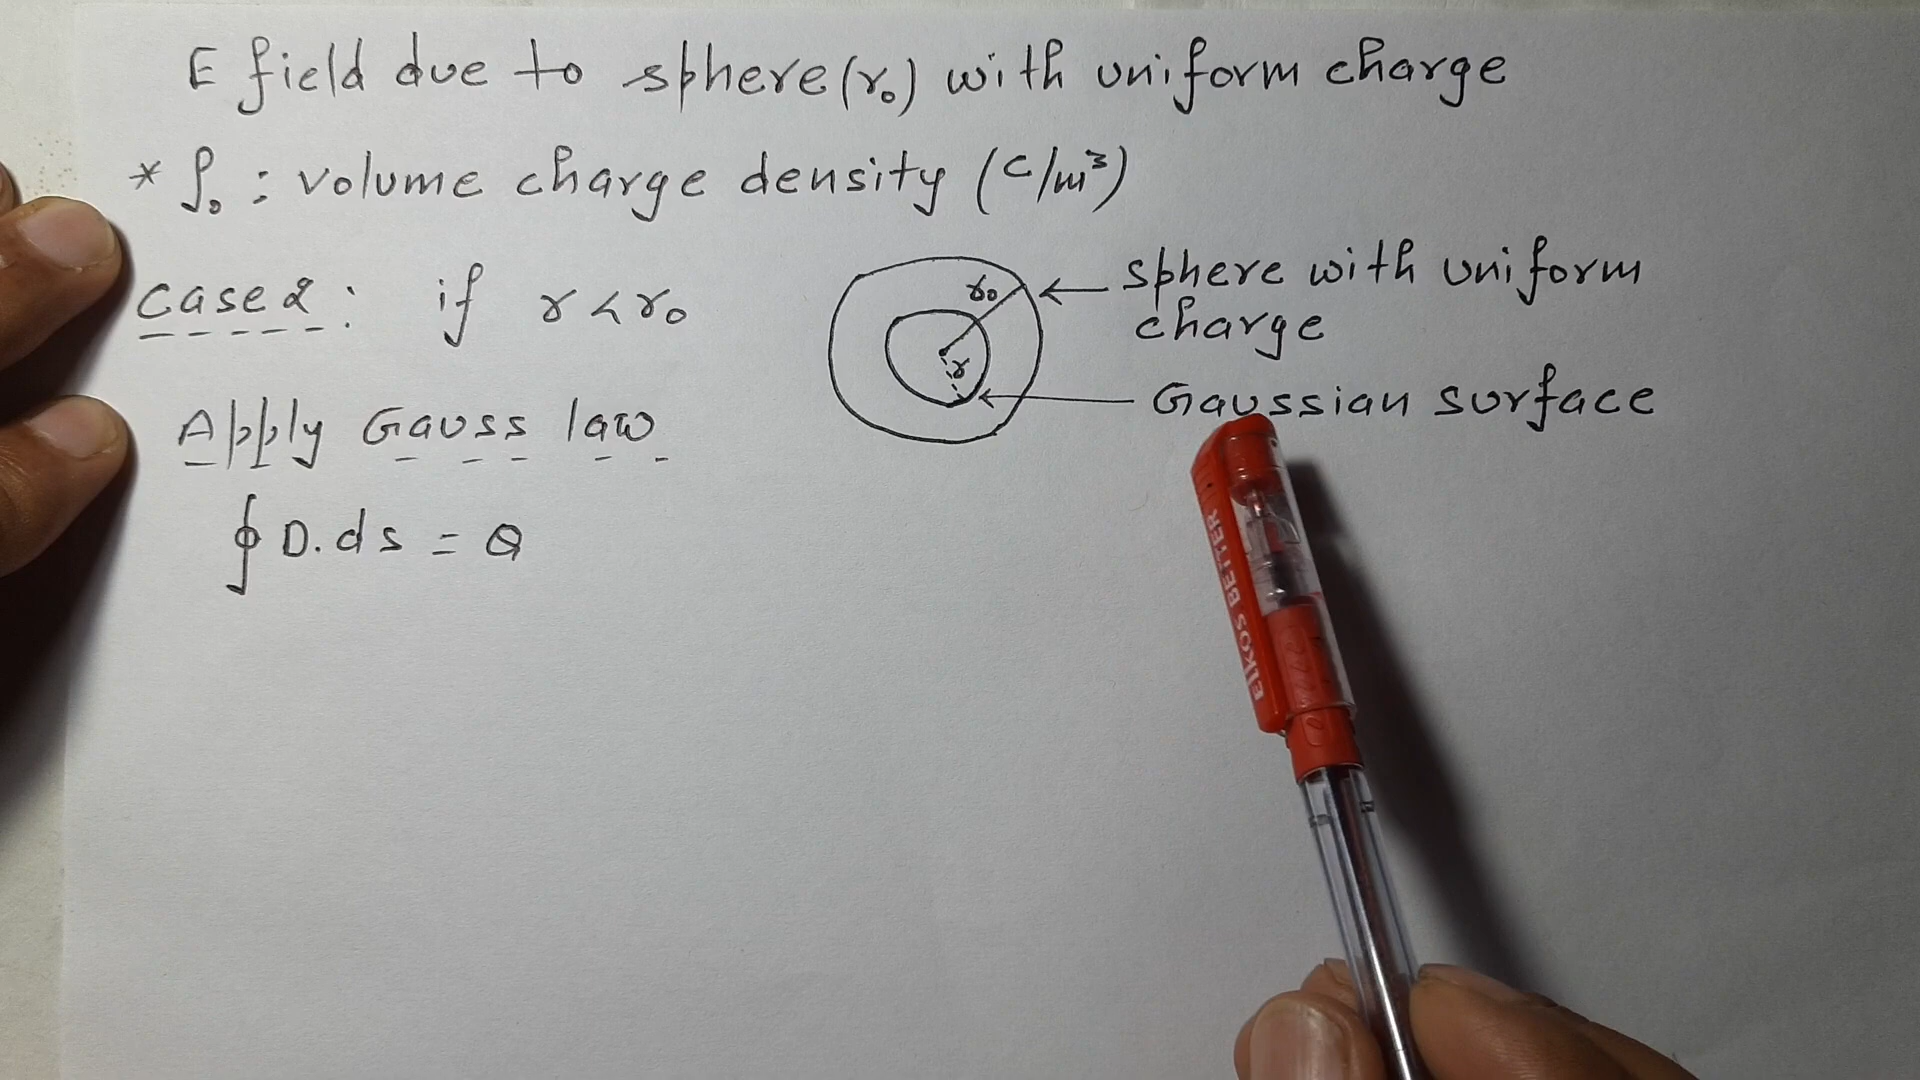 E field due to sphere (r₀) with uniform charge
* ρ₀ : volume charge density (C/m³)
case 2 : if r < r₀
r₀
r
← sphere with uniform
charge
← Gaussian surface
Apply Gauss law
∮ D.ds = Q
ELKOS BETTER